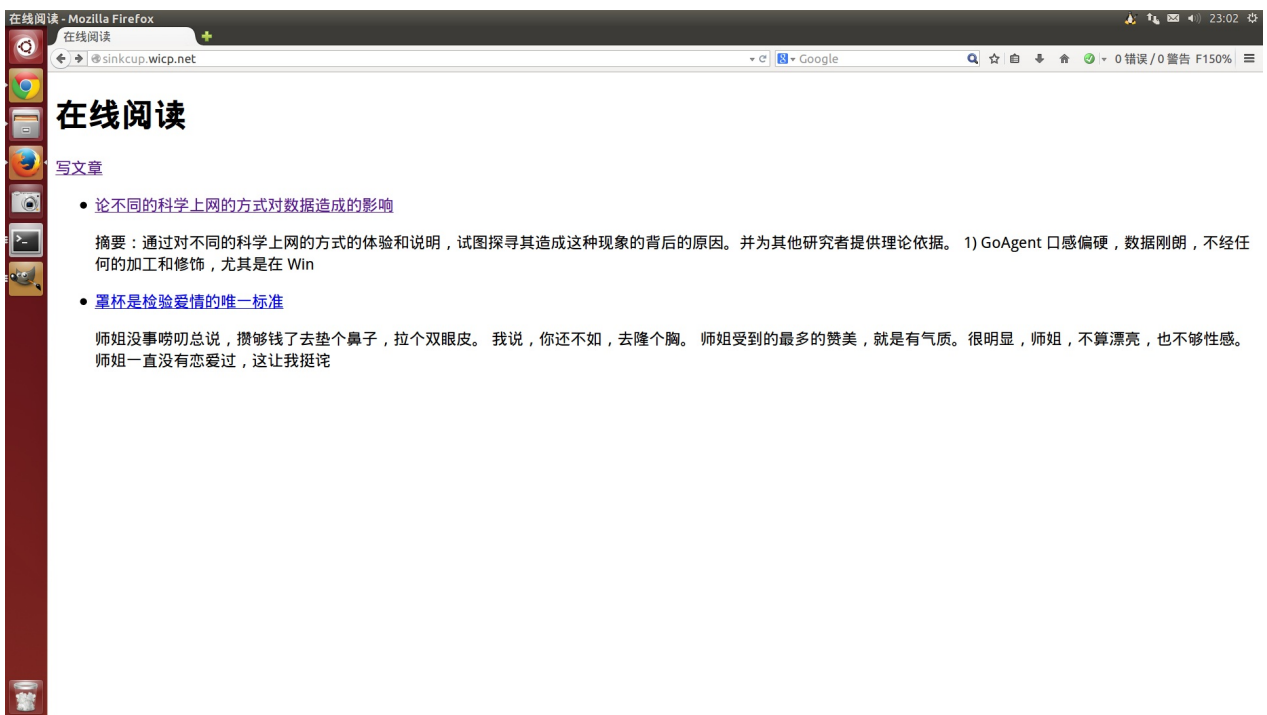 在线阅读 - Mozilla Firefox
23:02
在线阅读
sinkcup.wicp.net
Google
0 错误 / 0 警告 F150%
在线阅读
写文章
论不同的科学上网的方式对数据造成的影响
摘要：通过对不同的科学上网的方式的体验和说明，试图探寻其造成这种现象的背后的原因。并为其他研究者提供理论依据。 1) GoAgent 口感偏硬，数据刚朗，不经任
何的加工和修饰，尤其是在 Win
罩杯是检验爱情的唯一标准
师姐没事唠叨总说，攒够钱了去垫个鼻子，拉个双眼皮。 我说，你还不如，去隆个胸。 师姐受到的最多的赞美，就是有气质。很明显，师姐，不算漂亮，也不够性感。
师姐一直没有恋爱过，这让我挺诧